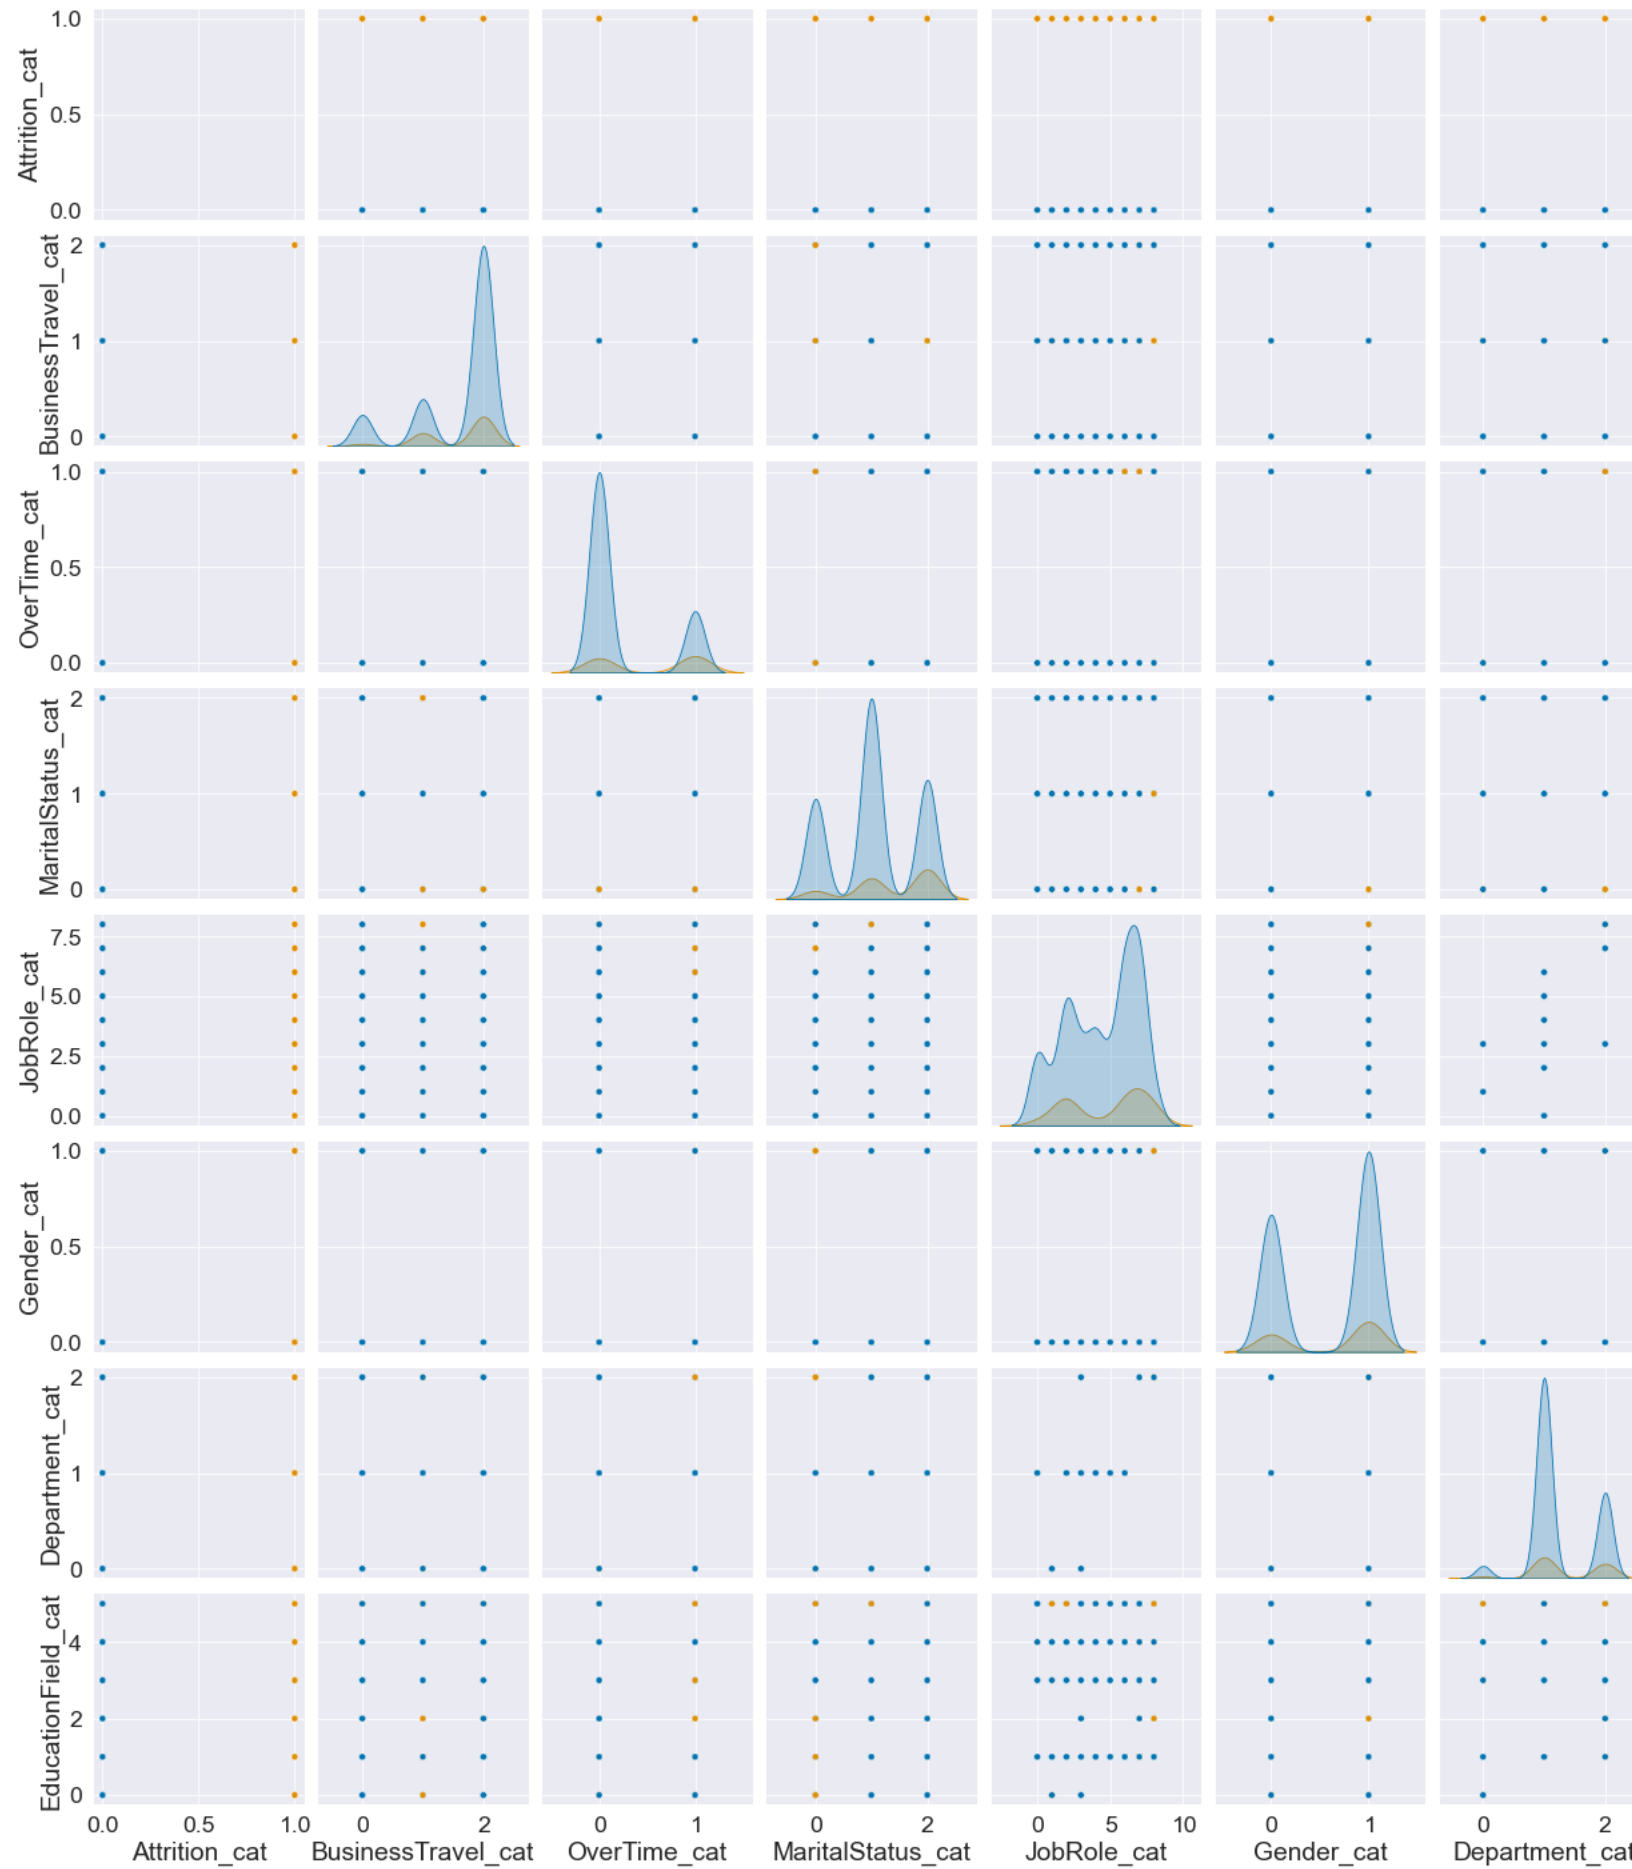 1.0
0.5
0.0
Attrition_cat
2
1
0
BusinessTravel_cat
1.0
0.5
0.0
OverTime_cat
2
1
0
MaritalStatus_cat
7.5
5.0
2.5
0.0
JobRole_cat
1.0
0.5
0.0
Gender_cat
2
1
0
Department_cat
4
2
0
EducationField_cat
0.0 0.5 1.0 0 2 0 1 0 2 0 5 10 0 1 0 2
Attrition_cat BusinessTravel_cat OverTime_cat MaritalStatus_cat JobRole_cat Gender_cat Department_cat